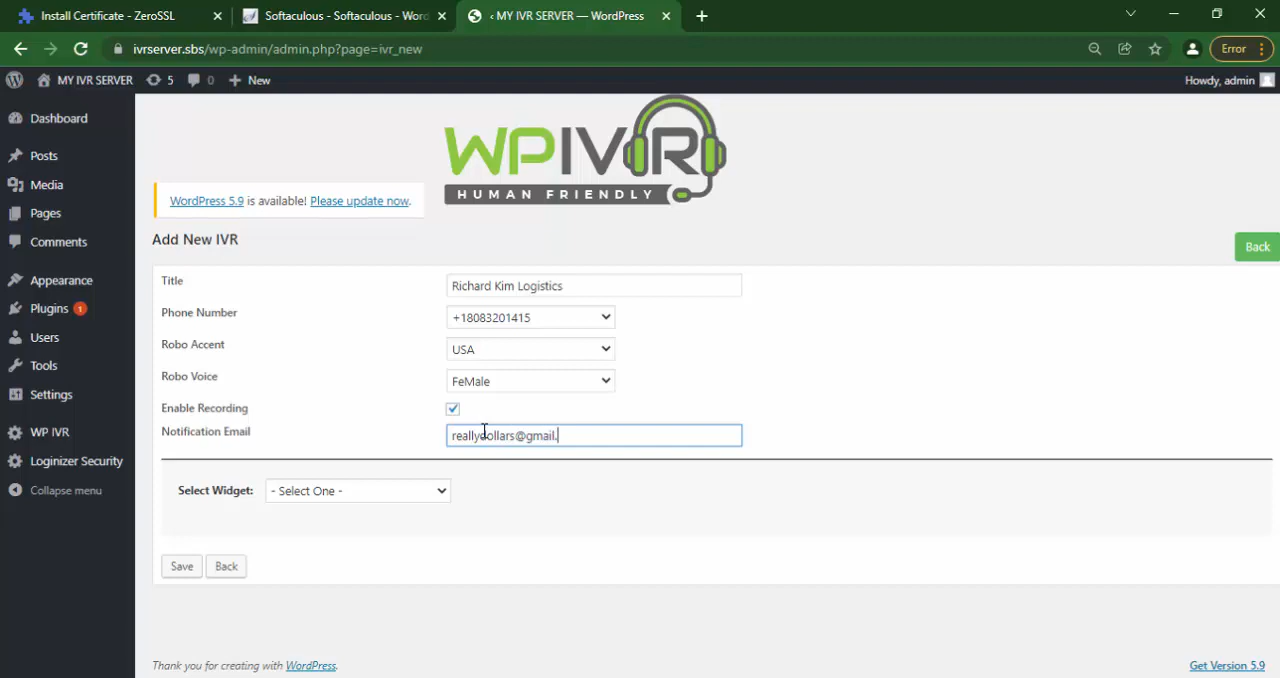 Install Certificate - ZeroSSL
Softaculous - Softaculous - Word
‹ MY IVR SERVER — WordPress
ivrserver.sbs/wp-admin/admin.php?page=ivr_new
Error
MY IVR SERVER 5 0 New
Howdy, admin
Dashboard
Posts
Media
Pages
Comments
Appearance
Plugins 1
Users
Tools
Settings
WP IVR
Loginizer Security
Collapse menu
WPIVR
HUMAN FRIENDLY
WordPress 5.9 is available! Please update now.
Add New IVR
Back
Title Richard Kim Logistics
Phone Number +18083201415
Robo Accent USA
Robo Voice FeMale
Enable Recording
Notification Email reallydollars@gmail.
Select Widget: - Select One -
Save Back
Thank you for creating with WordPress.
Get Version 5.9